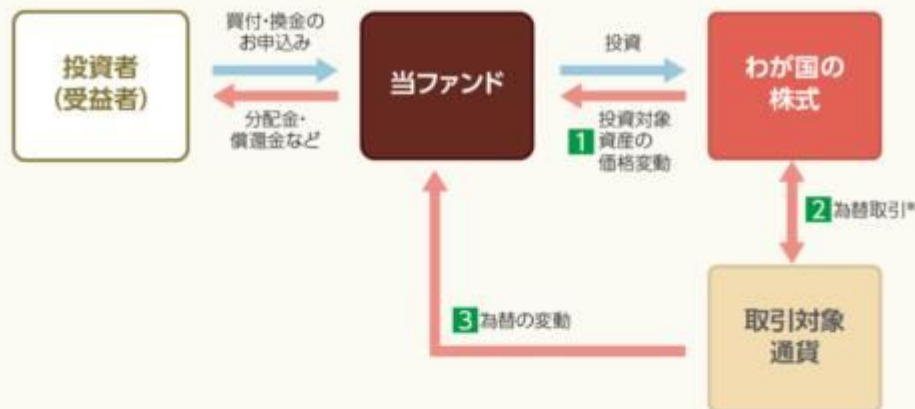 投資者
(受益者)
買付・換金の
お申込み
分配金・
償還金など
当ファンド
投資
1 投資対象
資産の
価格変動
わが国の
株式
2 為替取引*
3 為替の変動
取引対象
通貨